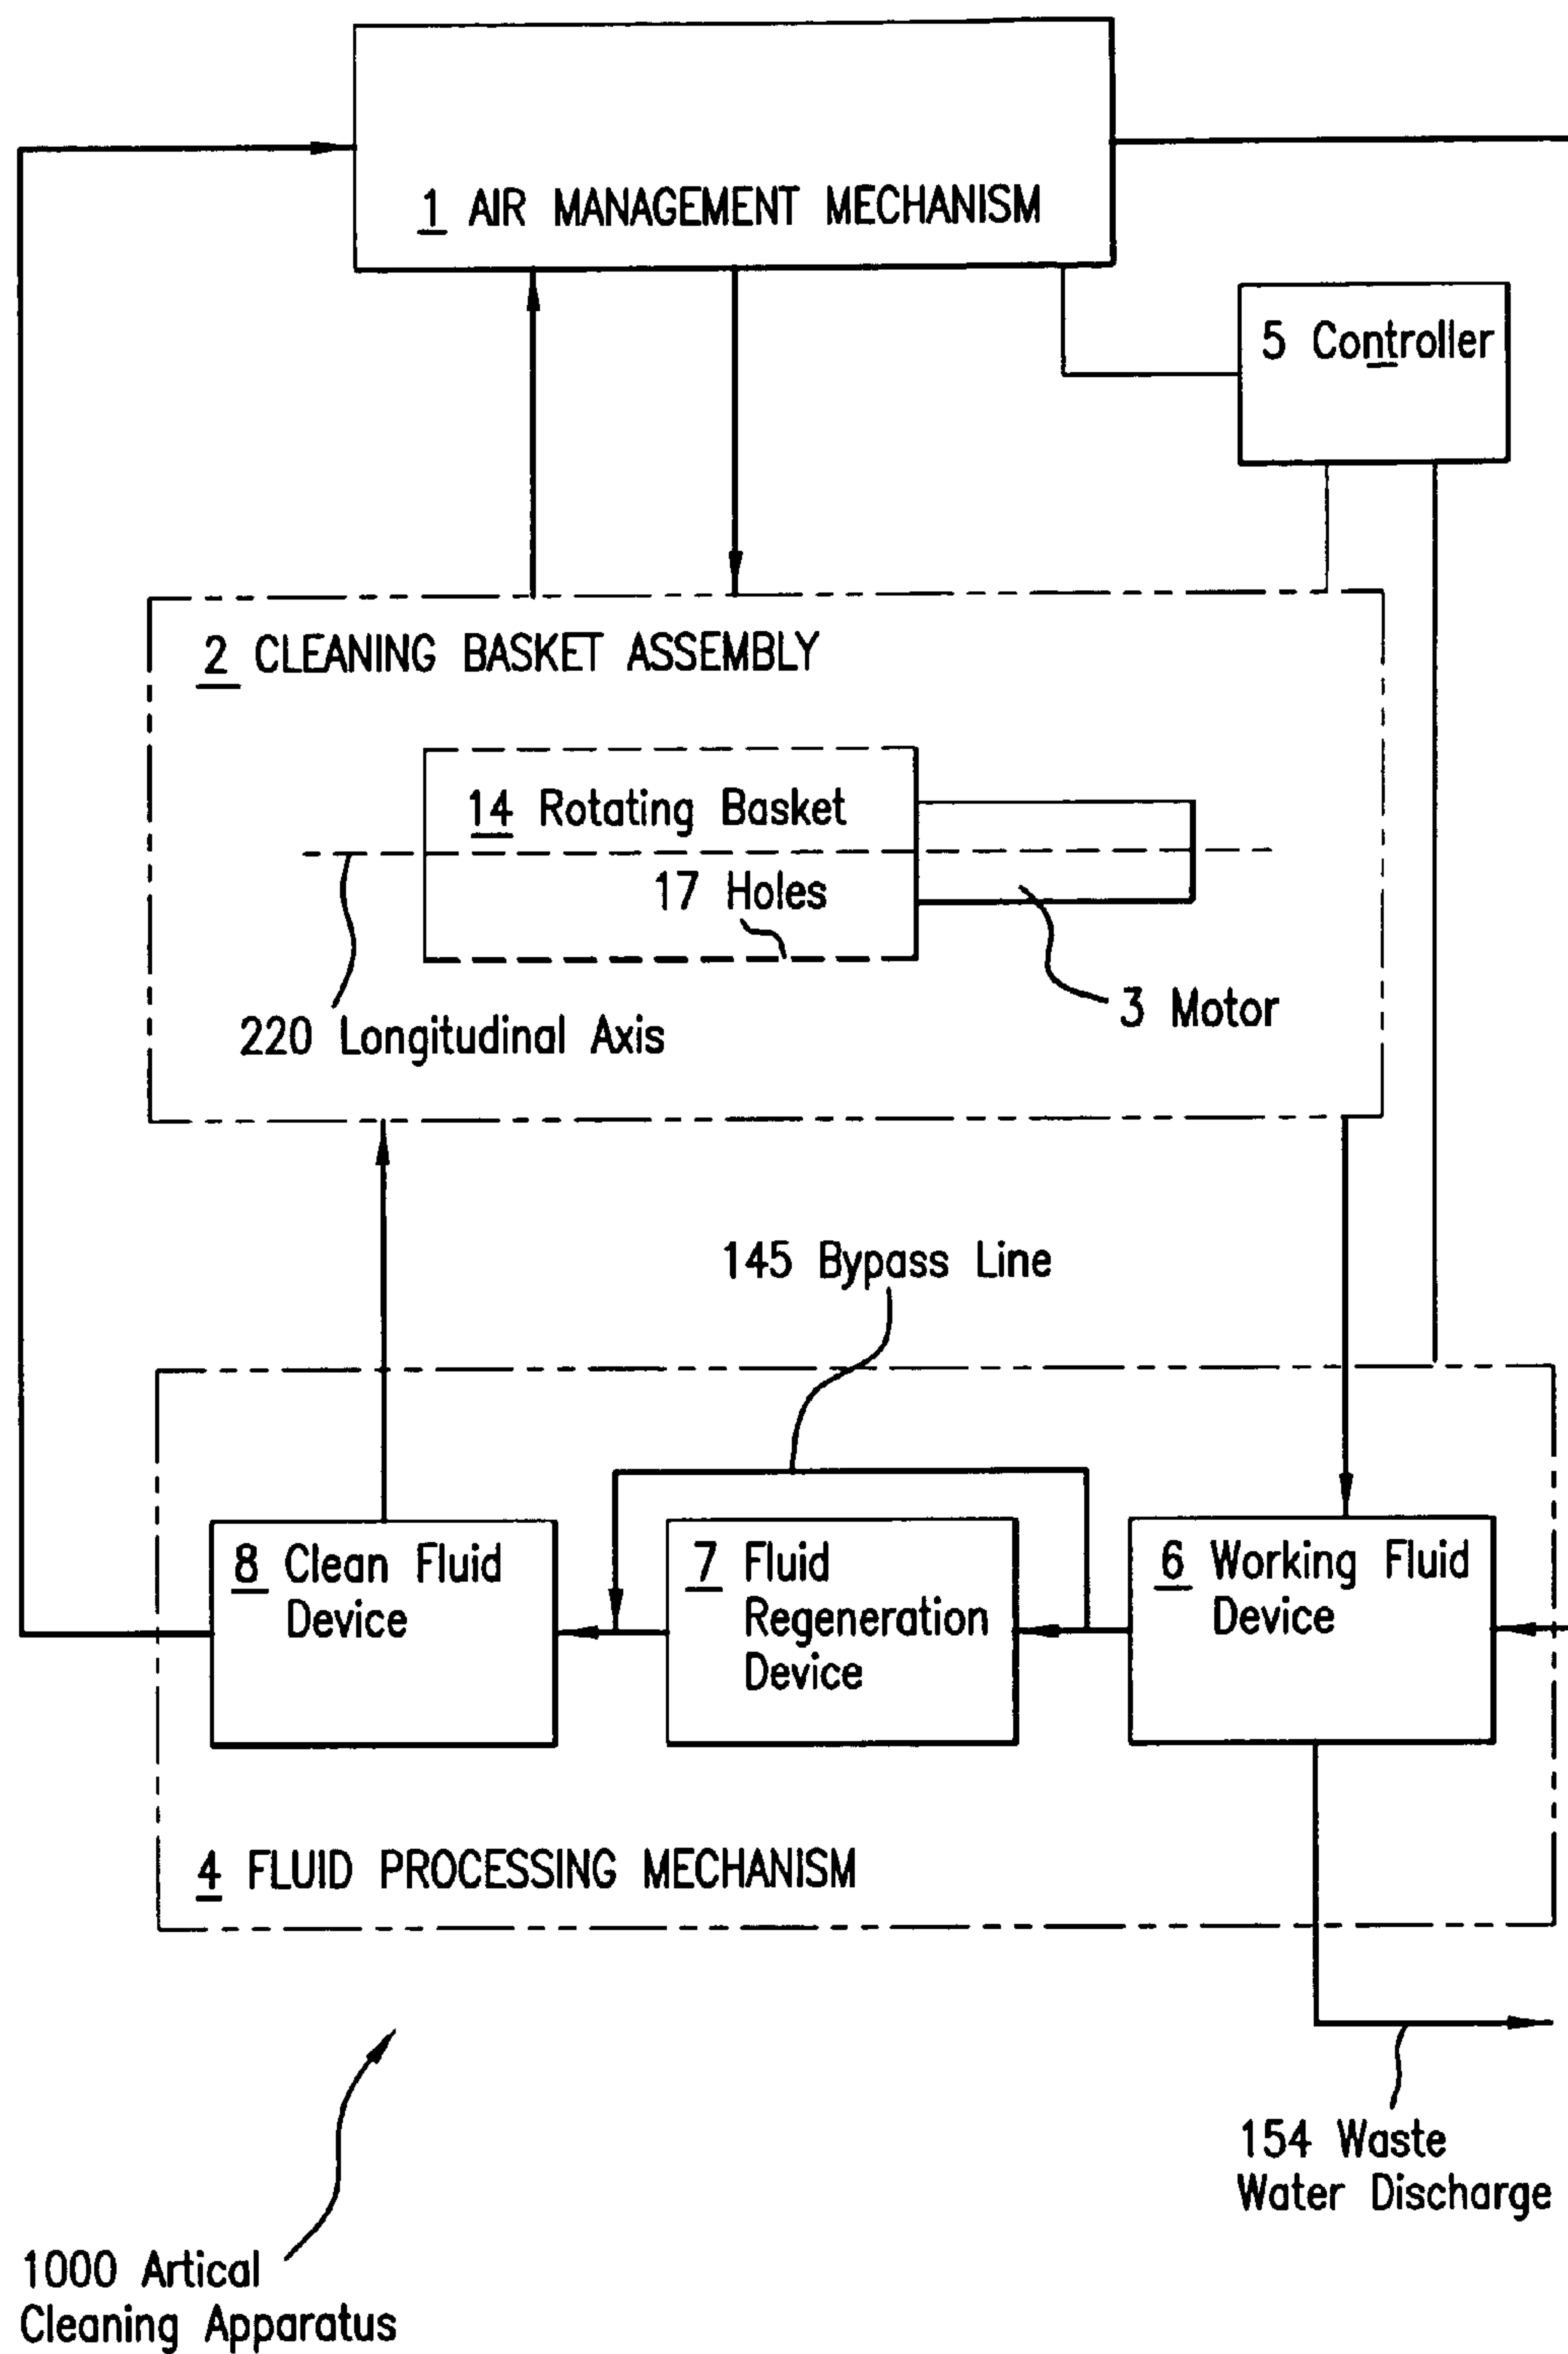 1 AIR MANAGEMENT MECHANISM
5 Controller
2 CLEANING BASKET ASSEMBLY
14 Rotating Basket
17 Holes
3 Motor
220 Longitudinal Axis
145 Bypass Line
8 Clean Fluid
Device
7 Fluid
Regeneration
Device
6 Working Fluid
Device
4 FLUID PROCESSING MECHANISM
154 Waste
Water Discharge
1000 Artical
Cleaning Apparatus